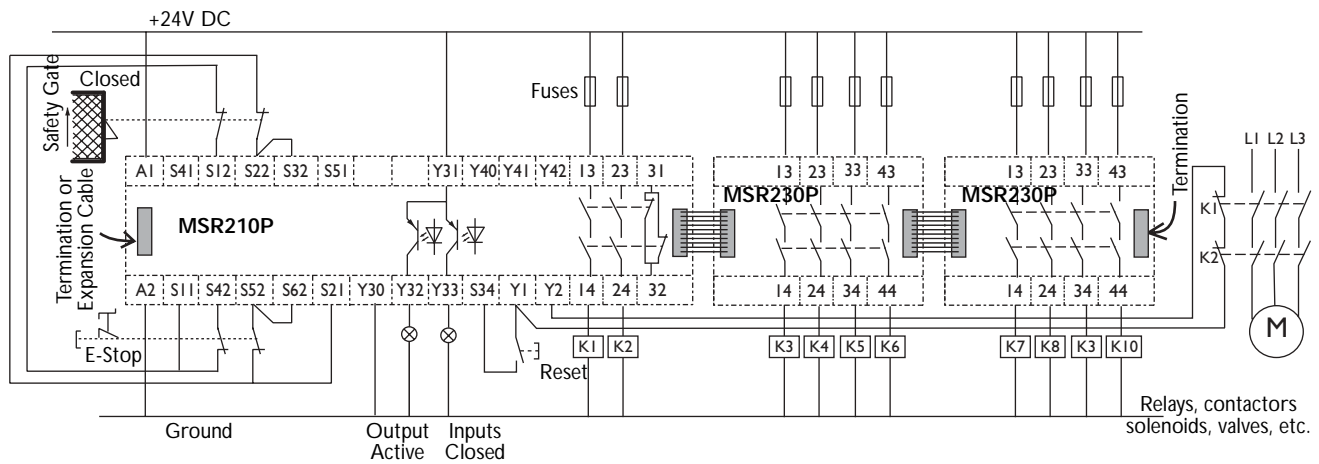 +24V DC
Safety Gate
Closed
Fuses
Termination
L1 L2 L3
A1 S41 S12 S22 S32 S51 Y31 Y40 Y41 Y42 13 23 31
13 23 33 43
13 23 33 43
Termination or
Expansion Cable
MSR210P
MSR230P
MSR230P
K1
K2
A2 S11 S42 S52 S62 S21 Y30 Y32 Y33 S34 Y1 Y2 14 24 32
14 24 34 44
14 24 34 44
M
E-Stop
Reset
K1 K2
K3 K4 K5 K6
K7 K8 K3 K10
Ground
Output
Active
Inputs
Closed
Relays, contactors
solenoids, valves, etc.